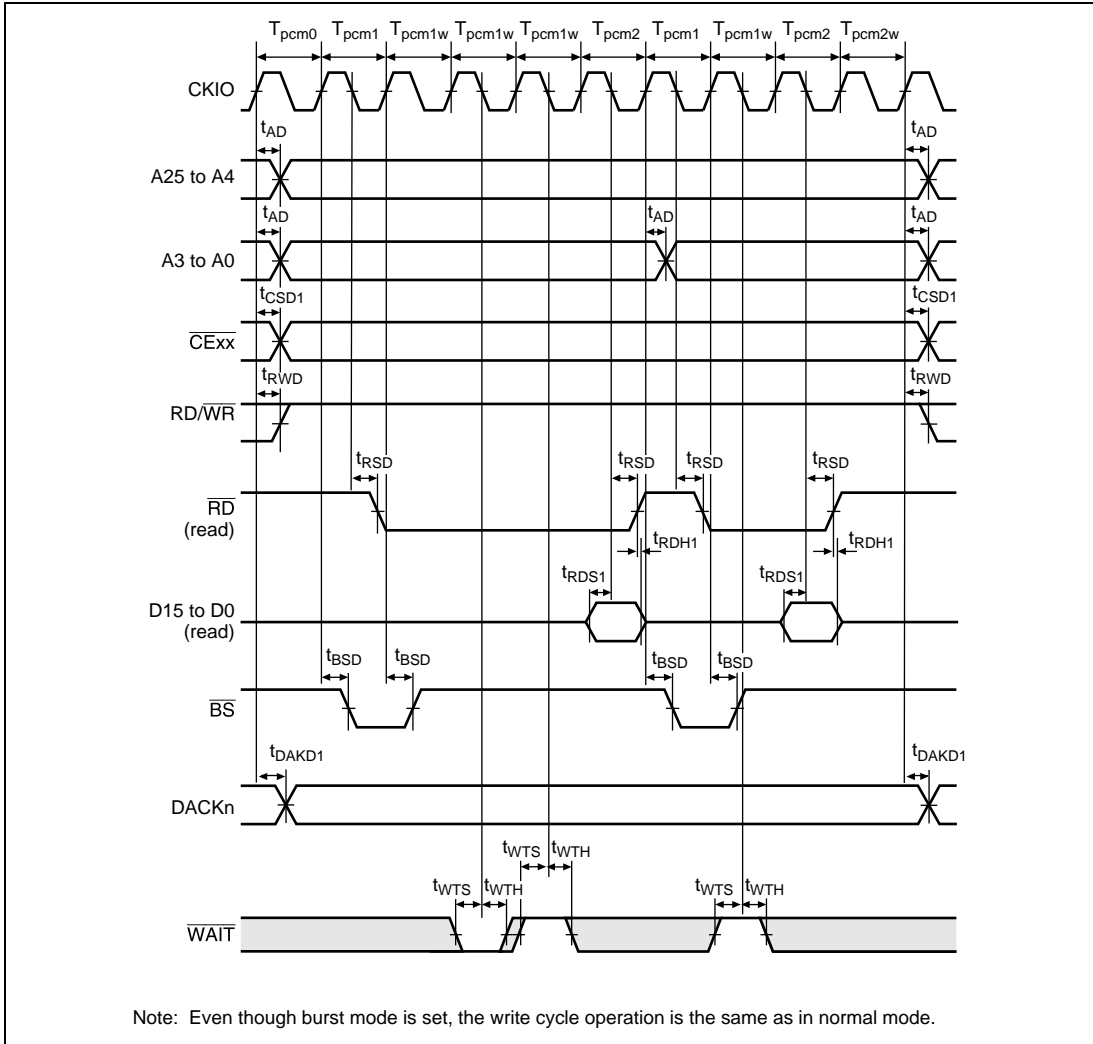 Tpcm0 Tpcm1 Tpcm1w Tpcm1w Tpcm1w Tpcm2 Tpcm1 Tpcm1w Tpcm2 Tpcm2w
CKIO
tAD tAD
A25 to A4
tAD tAD tAD
A3 to A0
tCSD1 tCSD1
CExx
tRWD tRWD
RD/WR
tRSD tRSD tRSD tRSD
RD
(read)
tRDH1 tRDH1
tRDS1 tRDS1
D15 to D0
(read)
tBSD tBSD tBSD tBSD
BS
tDAKD1 tDAKD1
DACKn
tWTS tWTH
tWTS tWTH tWTS tWTH
WAIT
Note: Even though burst mode is set, the write cycle operation is the same as in normal mode.